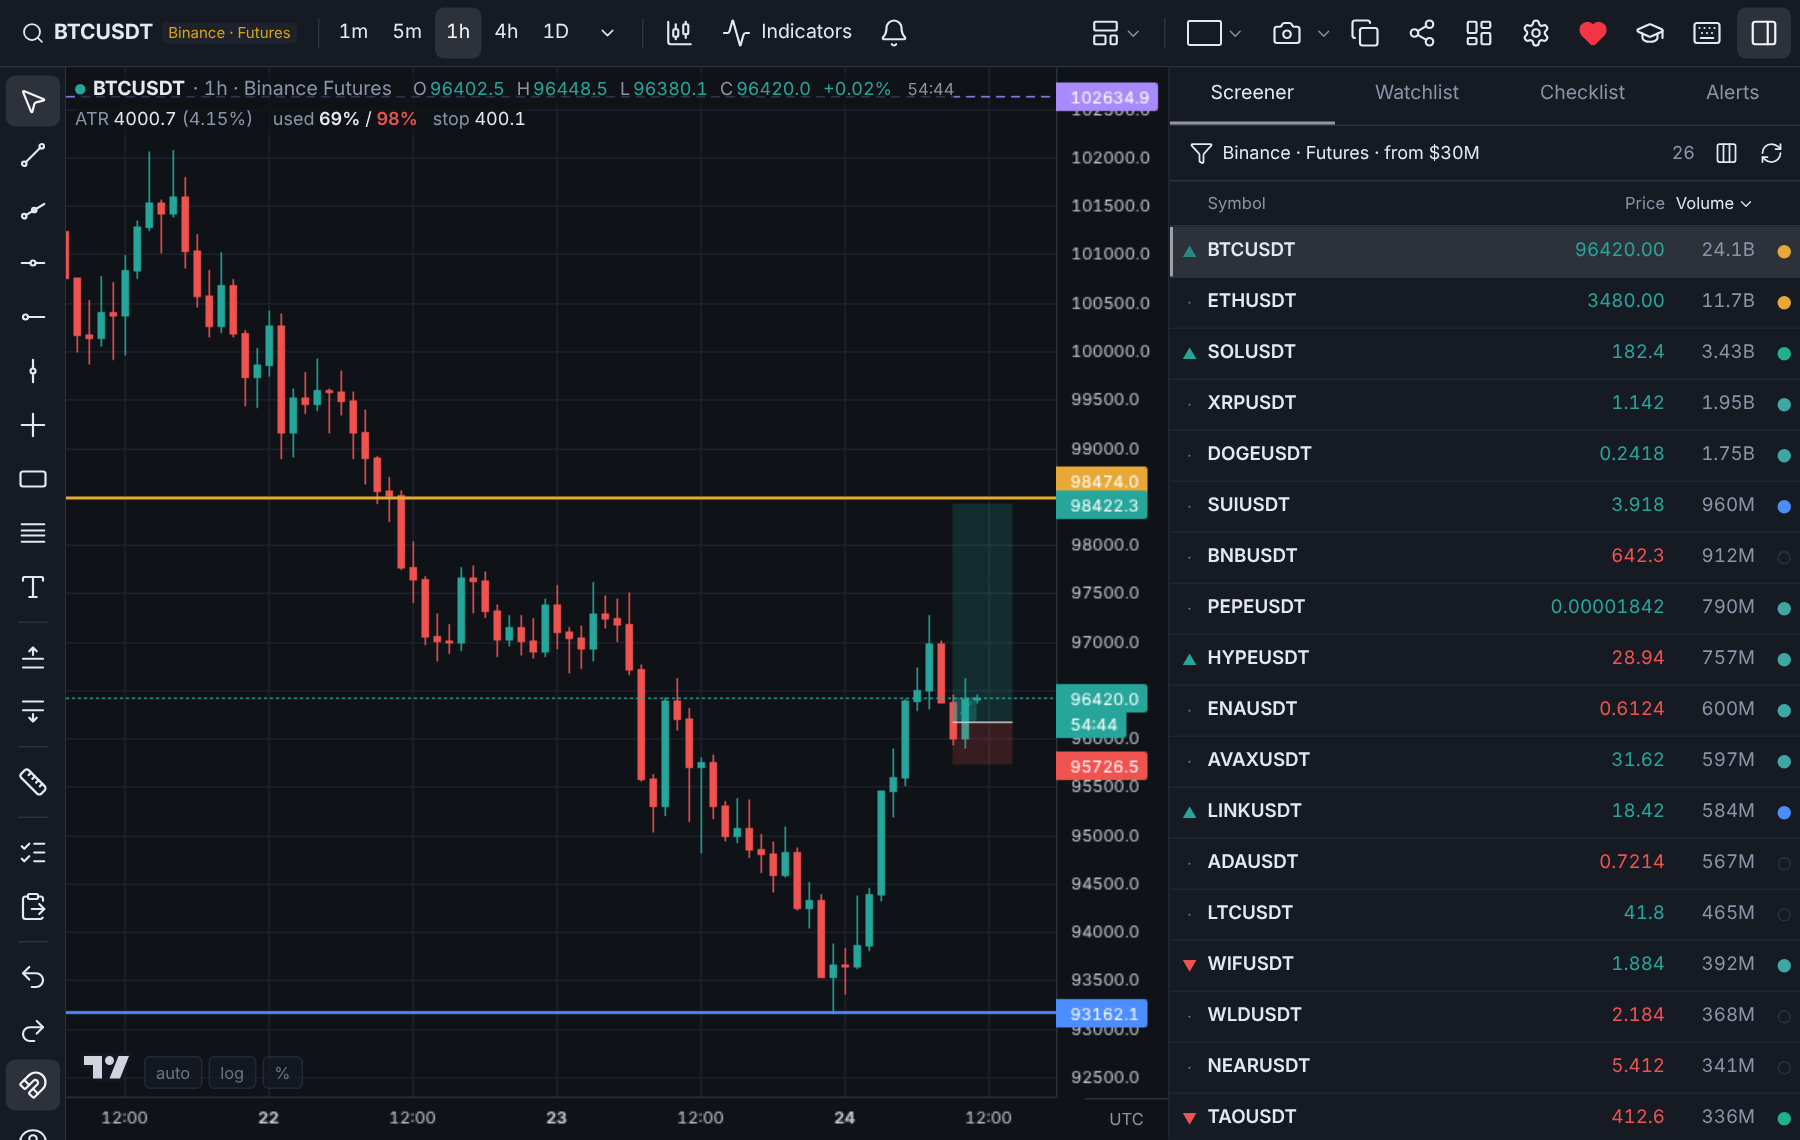 BTCUSDT Binance · Futures 1m 5m 1h 4h 1D Indicators
BTCUSDT · 1h · Binance Futures O 96402.5 H 96448.5 L 96380.1 C 96420.0 +0.02% 54:44
ATR 4000.7 (4.15%) used 69% / 98% stop 400.1
102634.9
102000.0
101500.0
101000.0
100500.0
100000.0
99500.0
99000.0
98474.0
98422.3
98000.0
97500.0
97000.0
96420.0
54:44
96000.0
95726.5
95500.0
95000.0
94500.0
94000.0
93500.0
93162.1
93000.0
92500.0
auto log %
12:00 22 12:00 23 12:00 24 12:00 UTC
Screener Watchlist Checklist Alerts
Binance · Futures · from $30M 26
Symbol Price Volume
BTCUSDT 96420.00 24.1B
ETHUSDT 3480.00 11.7B
SOLUSDT 182.4 3.43B
XRPUSDT 1.142 1.95B
DOGEUSDT 0.2418 1.75B
SUIUSDT 3.918 960M
BNBUSDT 642.3 912M
PEPEUSDT 0.00001842 790M
HYPEUSDT 28.94 757M
ENAUSDT 0.6124 600M
AVAXUSDT 31.62 597M
LINKUSDT 18.42 584M
ADAUSDT 0.7214 567M
LTCUSDT 41.8 465M
WIFUSDT 1.884 392M
WLDUSDT 2.184 368M
NEARUSDT 5.412 341M
TAOUSDT 412.6 336M